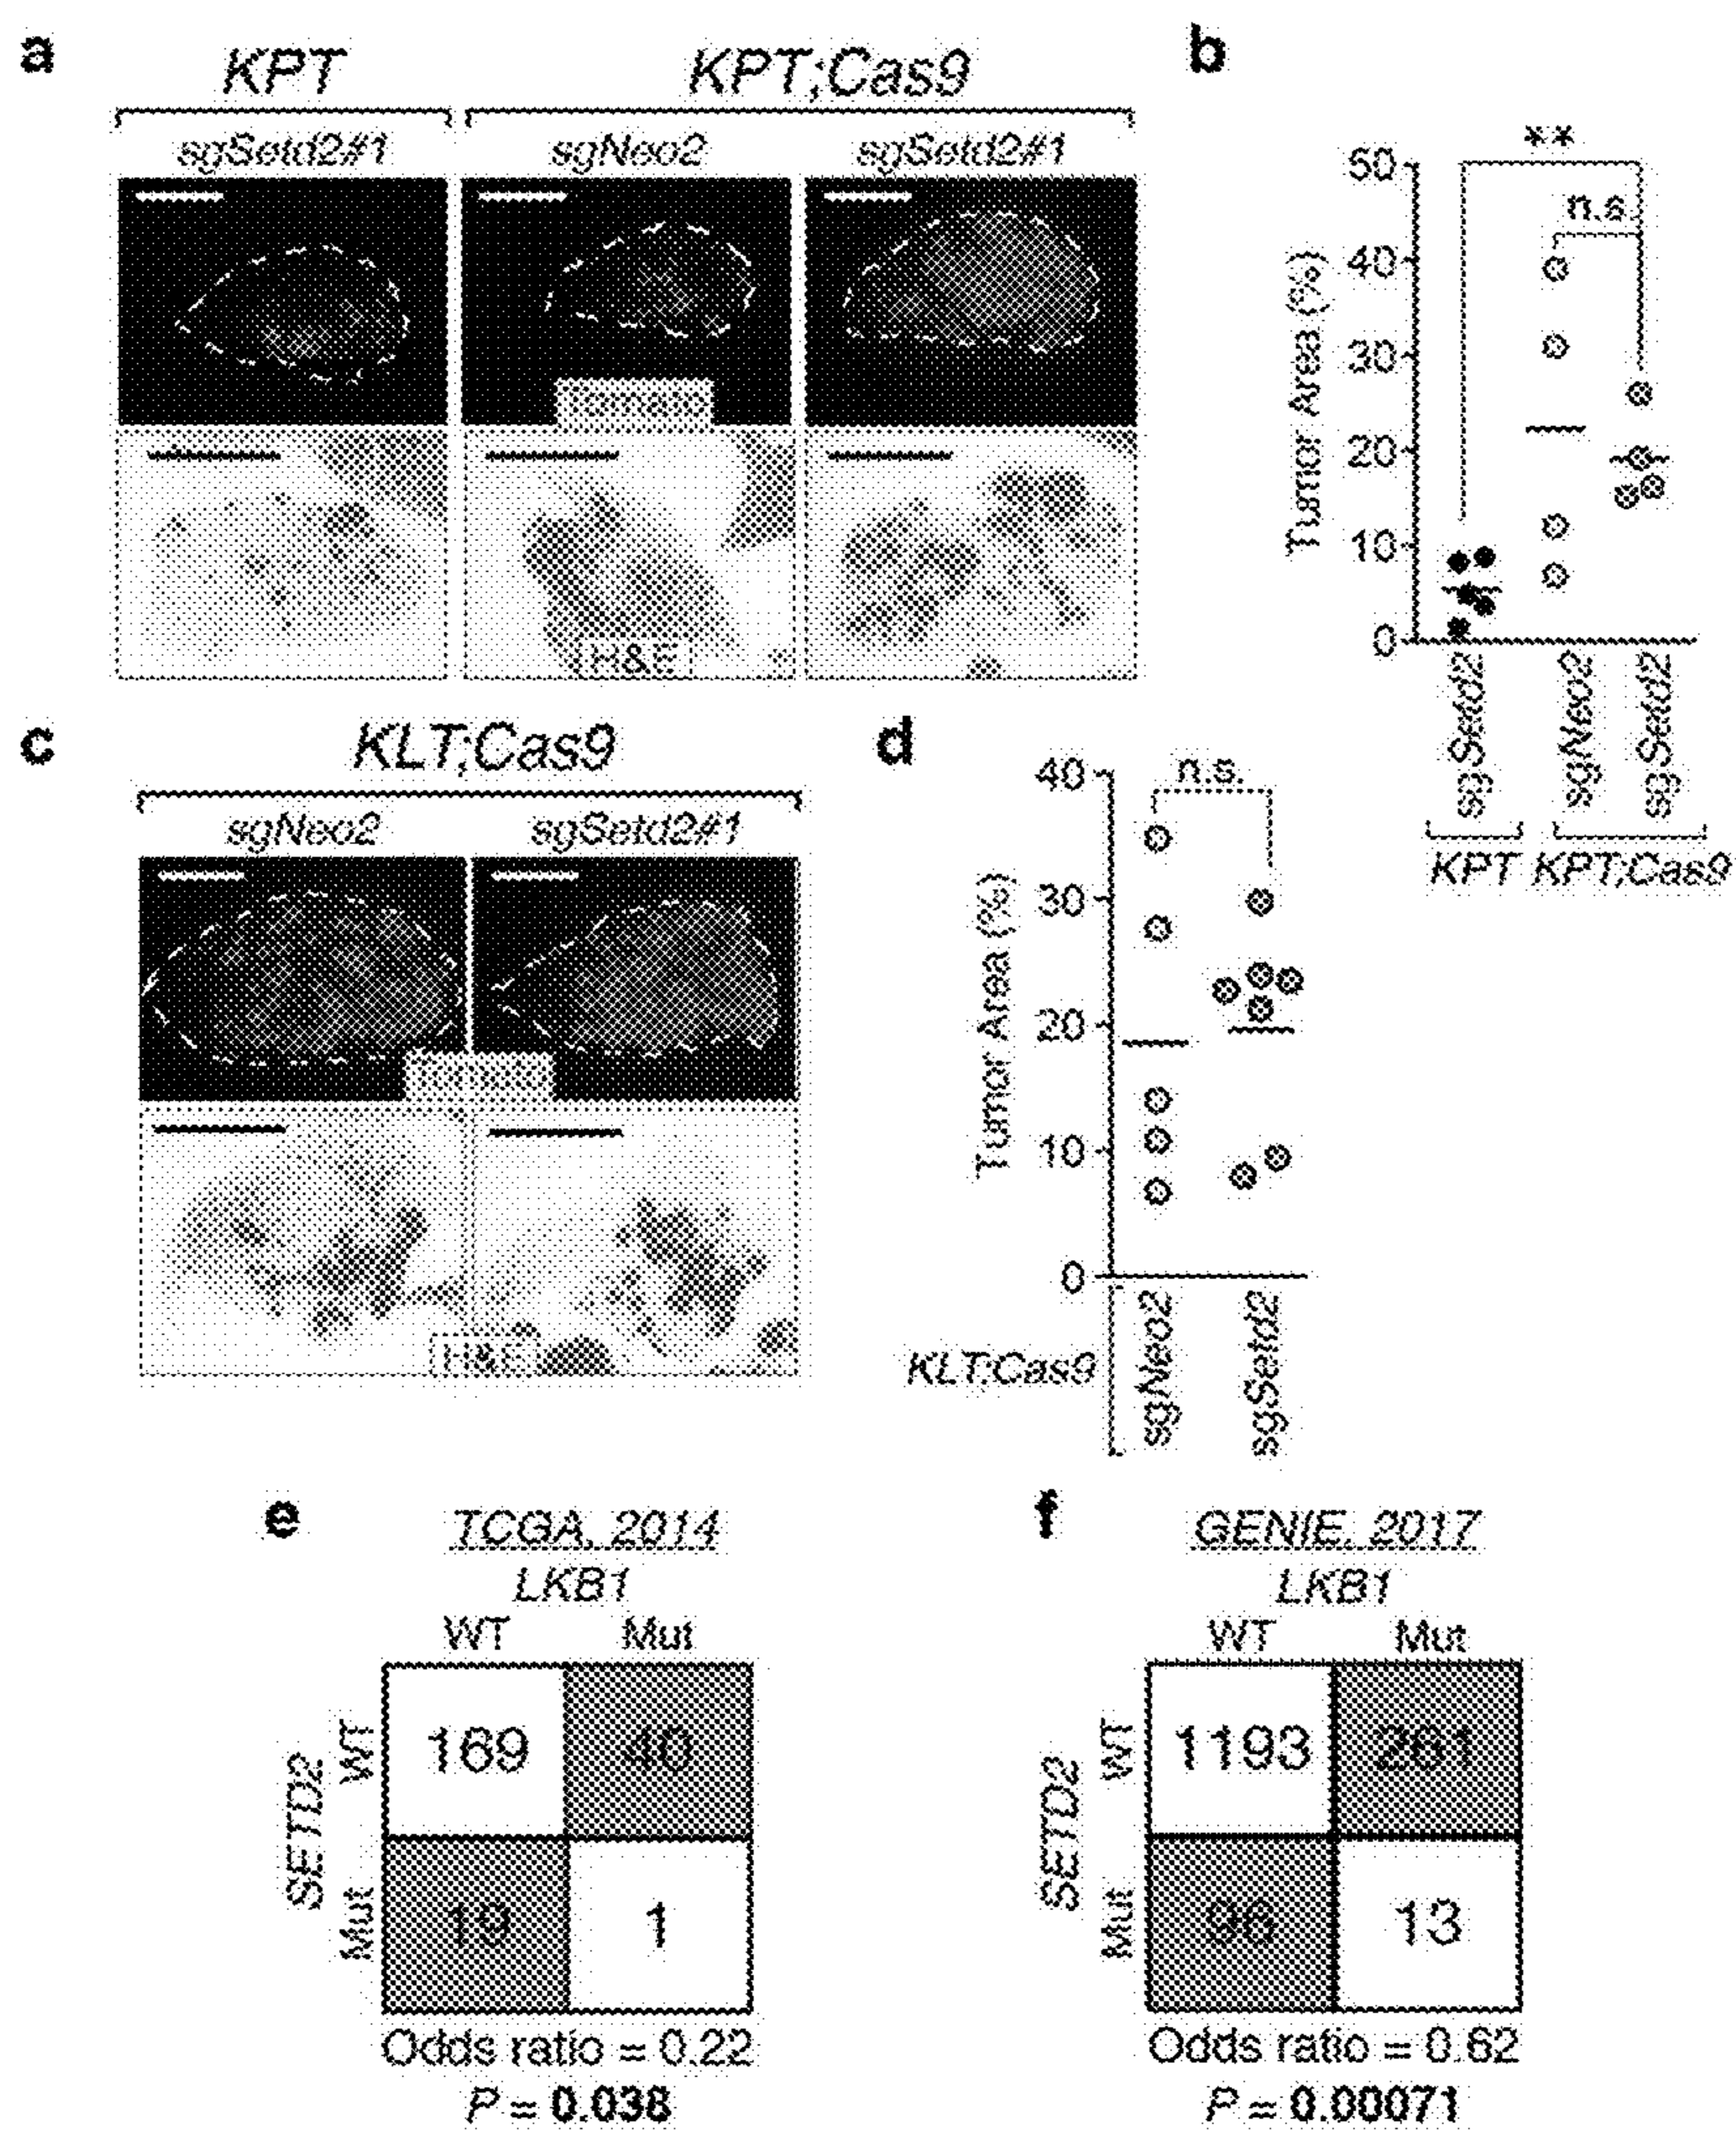 a
KPT
KPT;Cas9
sgSetd2#1
sgNeo2
sgSetd2#1
H&E
b
**
n.s.
50
40
30
20
10
0
Tumor Area (%)
sgSetd2
sgNeo2
sgSetd2
KPT
KPT;Cas9
c
KLT;Cas9
sgNeo2
sgSetd2#1
H&E
d
n.s.
40
30
20
10
0
Tumor Area (%)
KLT;Cas9
sgNeo2
sgSetd2
e
TCGA, 2014
LKB1
WT
Mut
SETD2
WT
169
40
Mut
19
1
Odds ratio = 0.22
P = 0.038
f
GENIE, 2017
LKB1
WT
Mut
SETD2
WT
1193
261
Mut
96
13
Odds ratio = 0.62
P = 0.00071